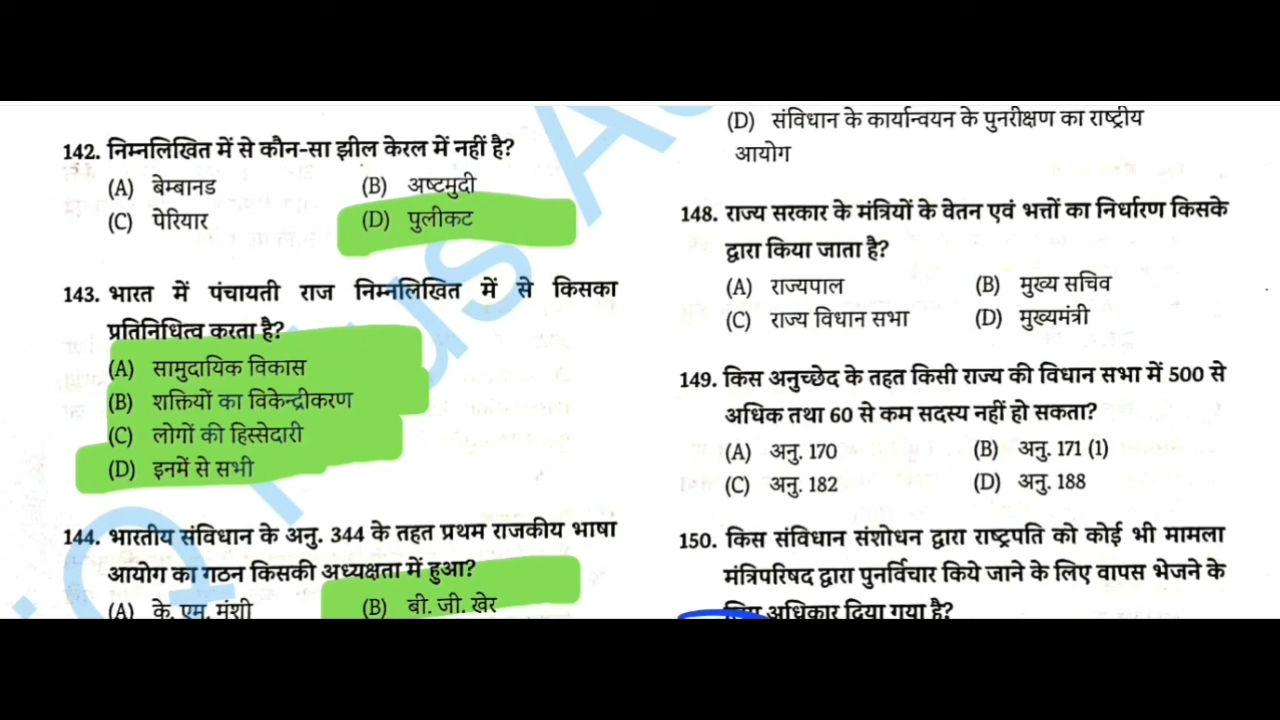 142. निम्नलिखित में से कौन-सा झील केरल में नहीं है?
(A) बेम्बानड (B) अष्टमुदी
(C) पेरियार (D) पुलीकट
143. भारत में पंचायती राज निम्नलिखित में से किसका
प्रतिनिधित्व करता है?
(A) सामुदायिक विकास
(B) शक्तियों का विकेन्द्रीकरण
(C) लोगों की हिस्सेदारी
(D) इनमें से सभी
144. भारतीय संविधान के अनु. 344 के तहत प्रथम राजकीय भाषा
आयोग का गठन किसकी अध्यक्षता में हुआ?
(A) के. एम. मुंशी (B) बी. जी. खेर
(D) संविधान के कार्यान्वयन के पुनरीक्षण का राष्ट्रीय
आयोग
148. राज्य सरकार के मंत्रियों के वेतन एवं भत्तों का निर्धारण किसके
द्वारा किया जाता है?
(A) राज्यपाल (B) मुख्य सचिव
(C) राज्य विधान सभा (D) मुख्यमंत्री
149. किस अनुच्छेद के तहत किसी राज्य की विधान सभा में 500 से
अधिक तथा 60 से कम सदस्य नहीं हो सकता?
(A) अनु. 170 (B) अनु. 171 (1)
(C) अनु. 182 (D) अनु. 188
150. किस संविधान संशोधन द्वारा राष्ट्रपति को कोई भी मामला
मंत्रिपरिषद द्वारा पुनर्विचार किये जाने के लिए वापस भेजने के
लिए अधिकार दिया गया है?